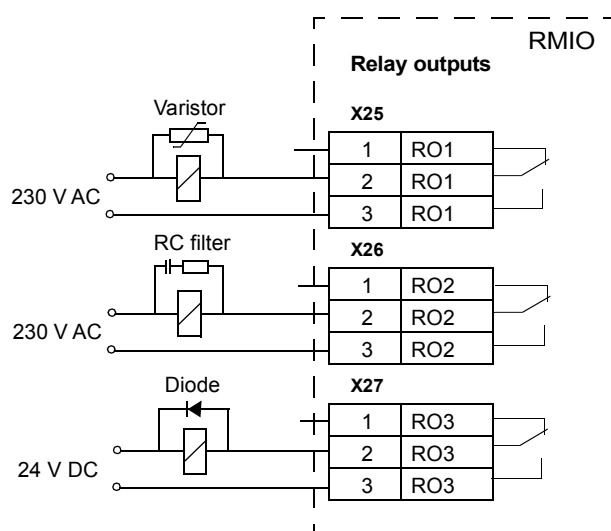 RMIO
Relay outputs
Varistor
X25
1 RO1
2 RO1
3 RO1
230 V AC
RC filter
X26
1 RO2
2 RO2
3 RO2
230 V AC
Diode
X27
1 RO3
2 RO3
3 RO3
24 V DC